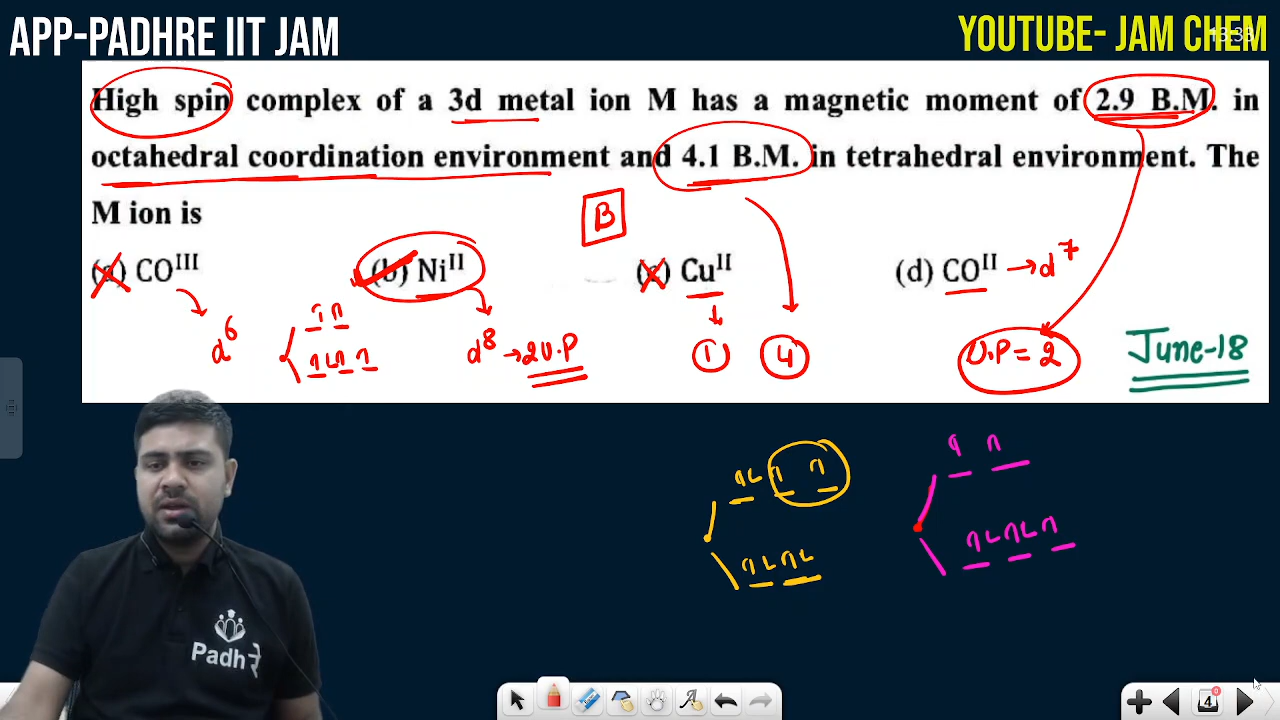 APP-PADHRE IIT JAM
YOUTUBE- JAM CHEM
High spin complex of a 3d metal ion M has a magnetic moment of 2.9 B.M. in
octahedral coordination environment and 4.1 B.M. in tetrahedral environment. The
M ion is
B
(a) CO^III (b) Ni^II (c) Cu^II (d) CO^II → d^7
d^6 d^8 → 2U.P 1 4 U.P = 2 June-18
Padhरे
4